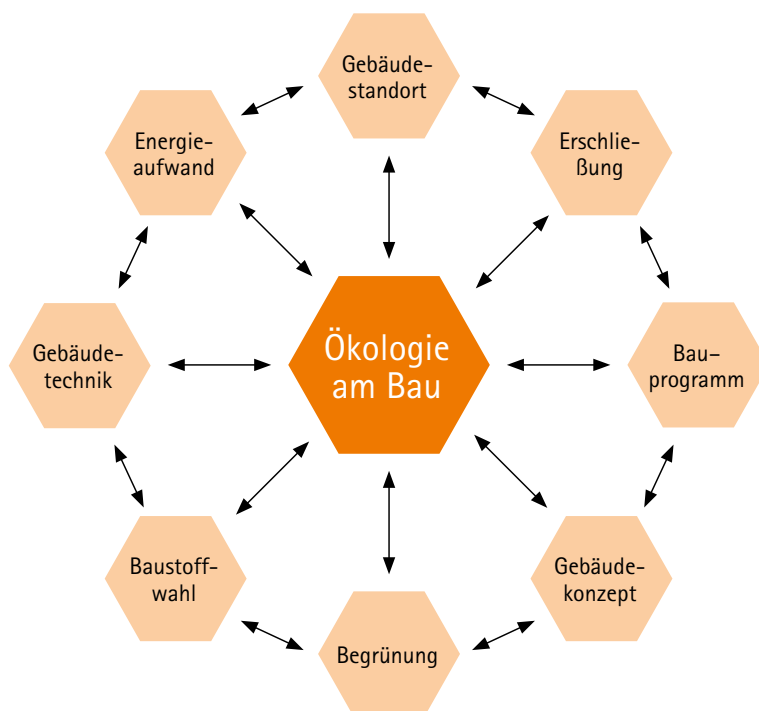 Gebäude-
standort
Energie-
aufwand
Erschlie-
ßung
Gebäude-
technik
Ökologie
am Bau
Bau-
programm
Baustoff-
wahl
Gebäude-
konzept
Begrünung